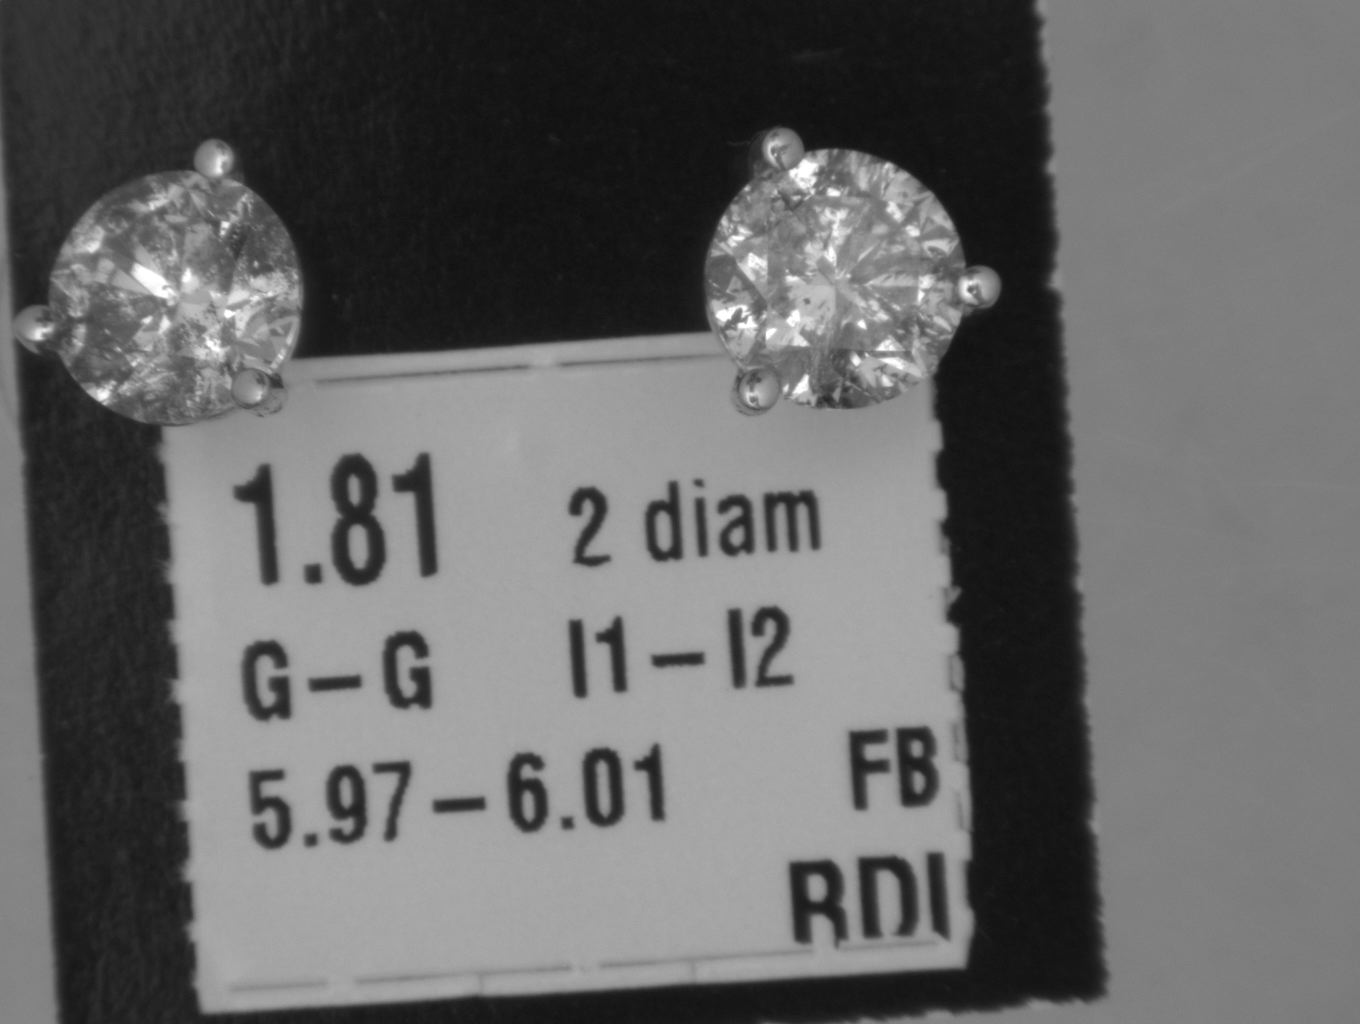 1.81 2 diam
G-G I1-I2
5.97-6.01 FB
RDI